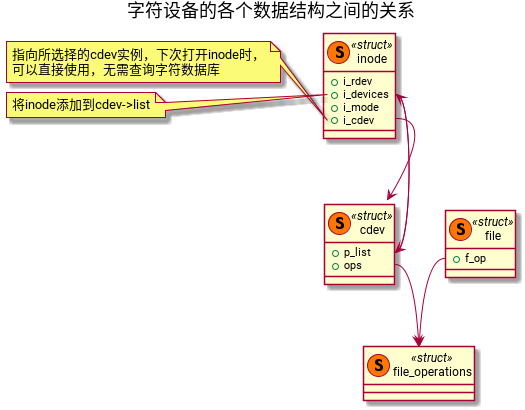 字符设备的各个数据结构之间的关系
指向所选择的cdev实例，下次打开inode时，
可以直接使用，无需查询字符数据库
将inode添加到cdev->list
S «struct»
inode
i_rdev
i_devices
i_mode
i_cdev
S «struct»
cdev
p_list
ops
S «struct»
file
f_op
S «struct»
file_operations